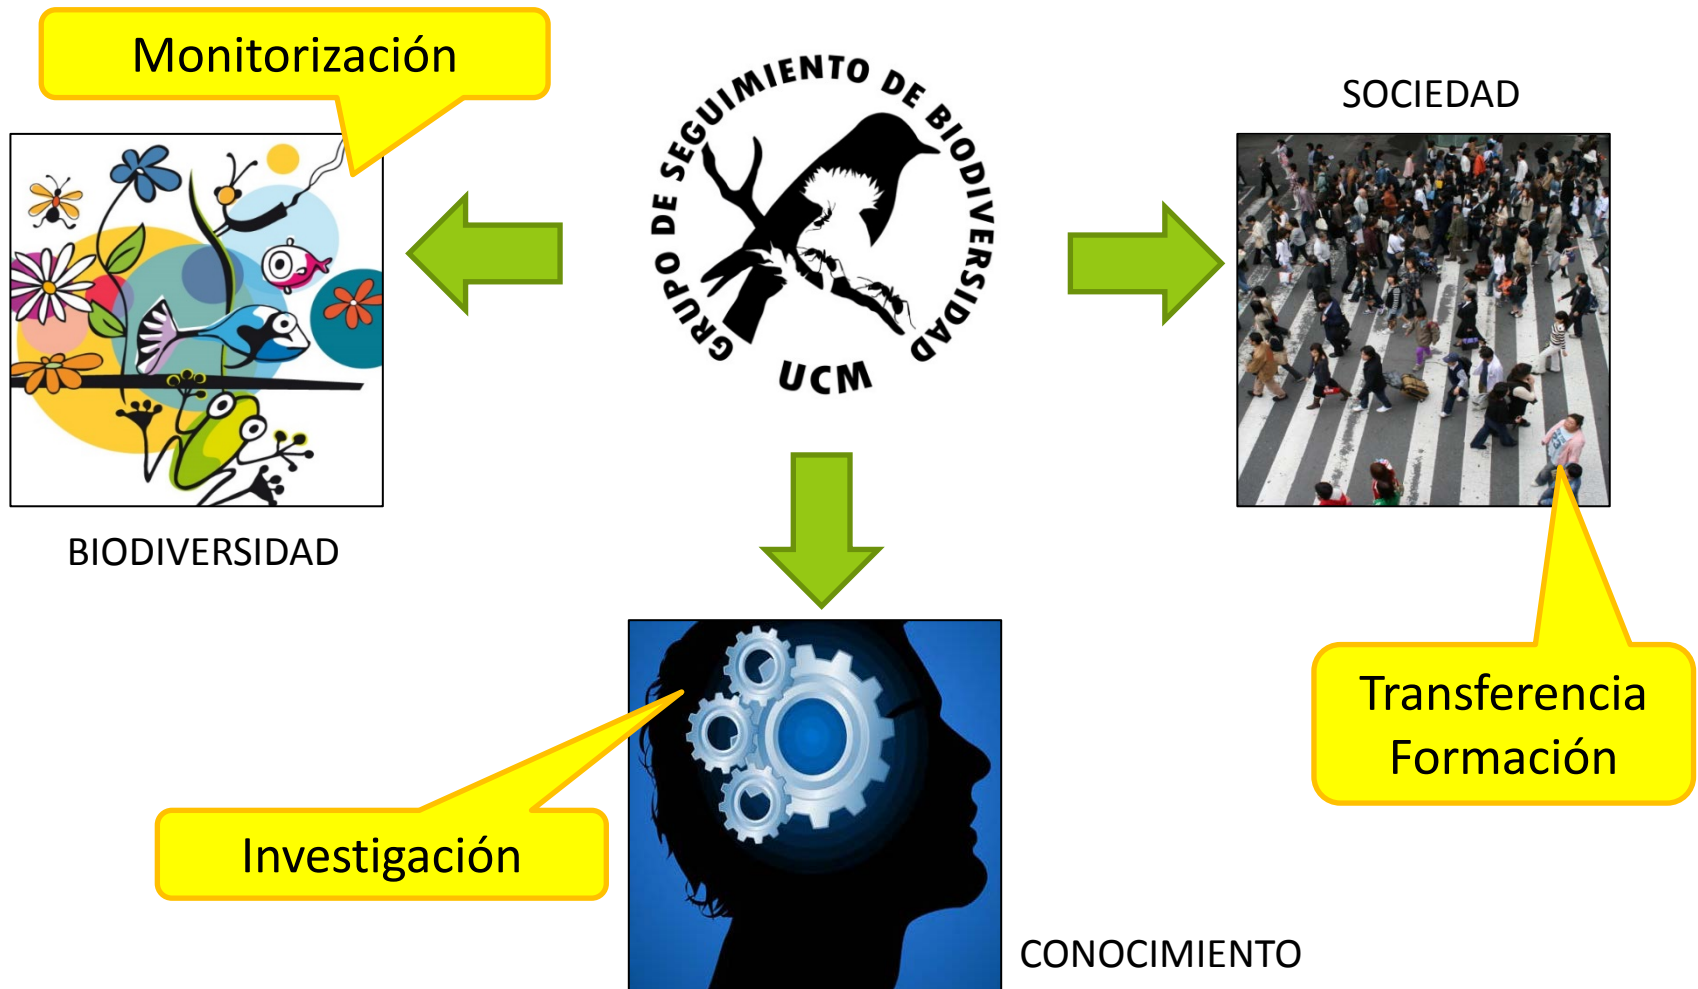 Monitorización
GRUPO DE SEGUIMIENTO DE BIODIVERSIDAD
UCM
SOCIEDAD
BIODIVERSIDAD
Transferencia
Formación
Investigación
CONOCIMIENTO